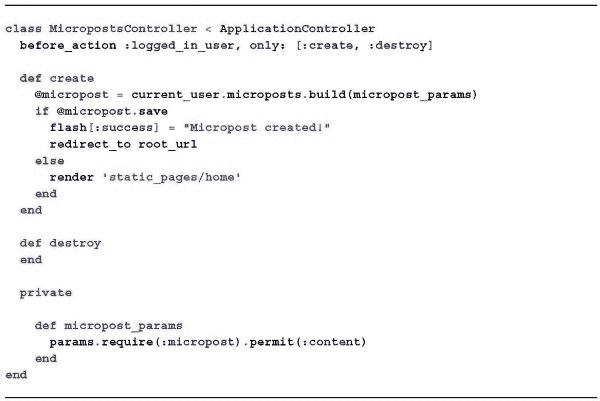 class MicropostsController < ApplicationController
  before_action :logged_in_user, only: [:create, :destroy]

  def create
    @micropost = current_user.microposts.build(micropost_params)
    if @micropost.save
      flash[:success] = "Micropost created!"
      redirect_to root_url
    else
      render 'static_pages/home'
    end
  end

  def destroy
  end

  private

    def micropost_params
      params.require(:micropost).permit(:content)
    end
end